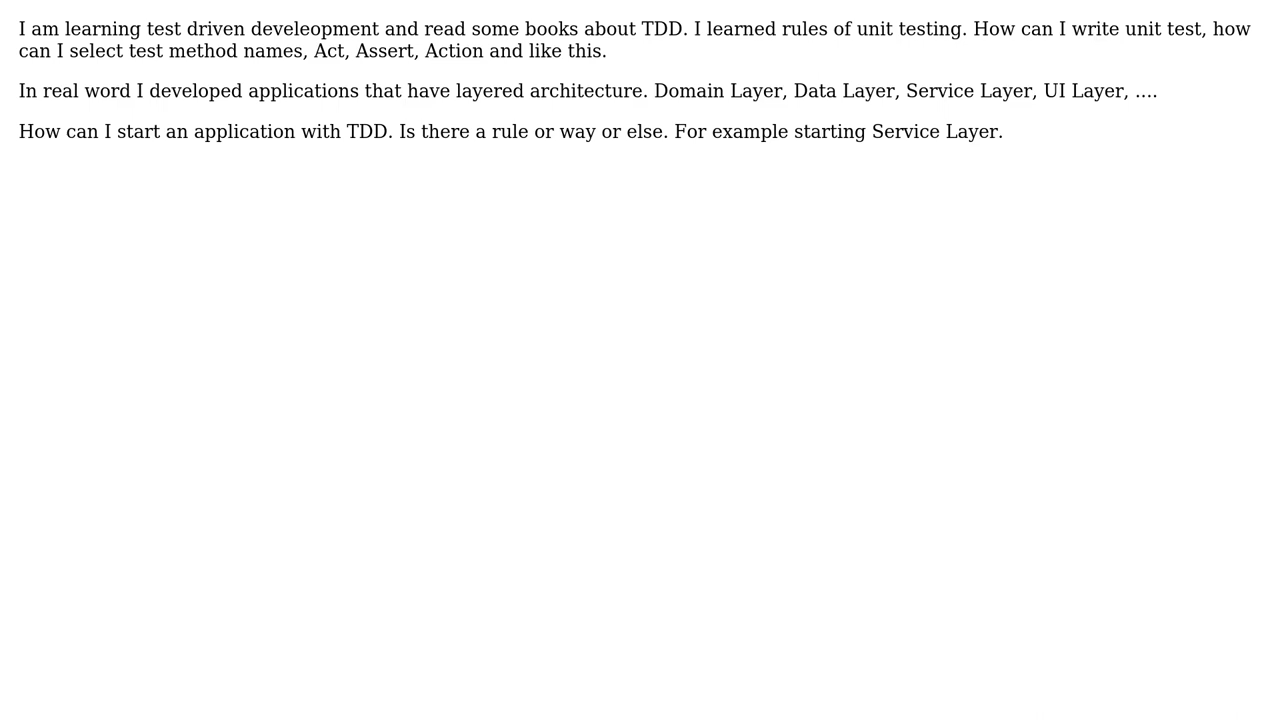 I am learning test driven develeopment and read some books about TDD. I learned rules of unit testing. How can I write unit test, how
can I select test method names, Act, Assert, Action and like this.
In real word I developed applications that have layered architecture. Domain Layer, Data Layer, Service Layer, UI Layer, ....
How can I start an application with TDD. Is there a rule or way or else. For example starting Service Layer.